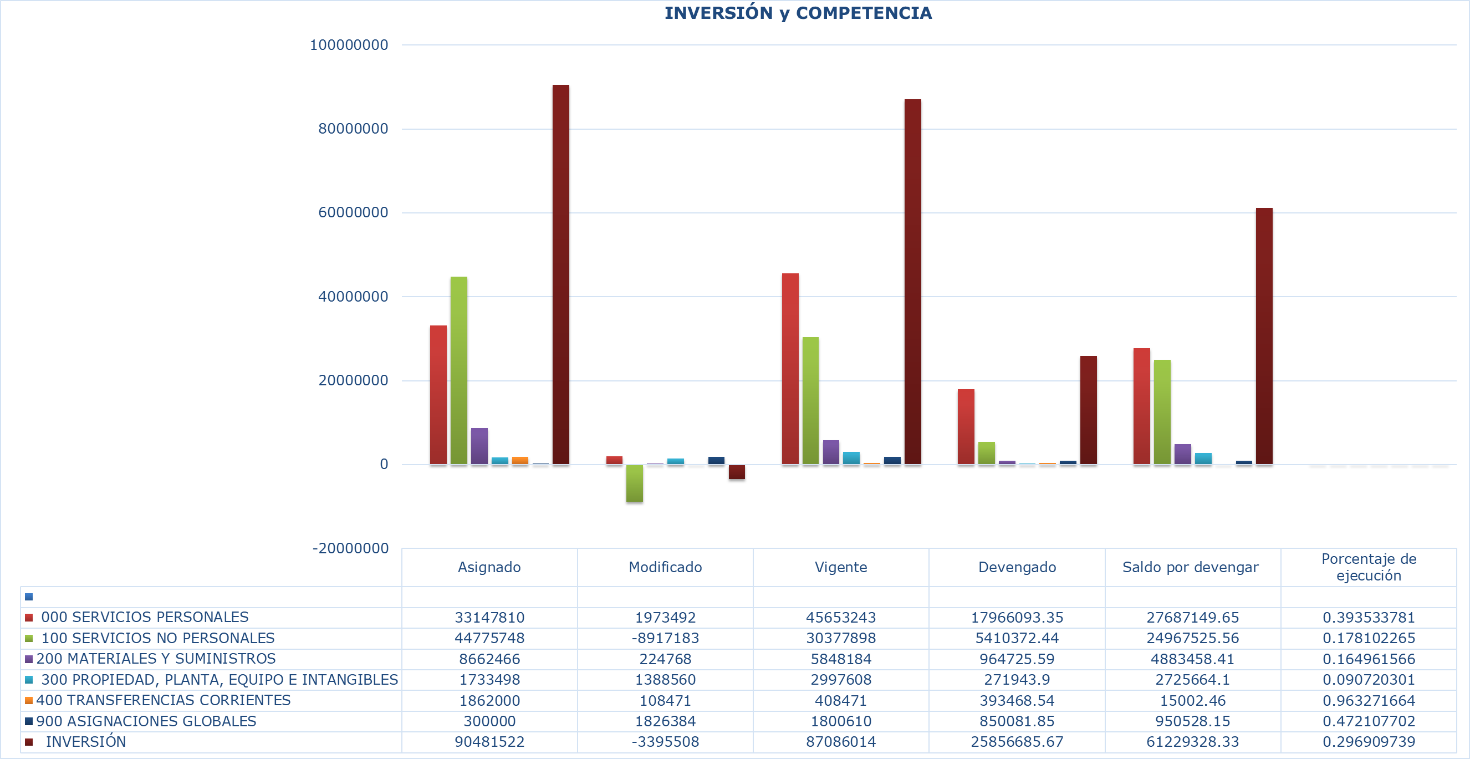 INVERSIÓN y COMPETENCIA
100000000
80000000
60000000
40000000
20000000
0
-20000000
Asignado Modificado Vigente Devengado Saldo por devengar Porcentaje de
ejecución
000 SERVICIOS PERSONALES 33147810 1973492 45653243 17966093.35 27687149.65 0.393533781
100 SERVICIOS NO PERSONALES 44775748 -8917183 30377898 5410372.44 24967525.56 0.178102265
200 MATERIALES Y SUMINISTROS 8662466 224768 5848184 964725.59 4883458.41 0.164961566
300 PROPIEDAD, PLANTA, EQUIPO E INTANGIBLES 1733498 1388560 2997608 271943.9 2725664.1 0.090720301
400 TRANSFERENCIAS CORRIENTES 1862000 108471 408471 393468.54 15002.46 0.963271664
900 ASIGNACIONES GLOBALES 300000 1826384 1800610 850081.85 950528.15 0.472107702
INVERSIÓN 90481522 -3395508 87086014 25856685.67 61229328.33 0.296909739